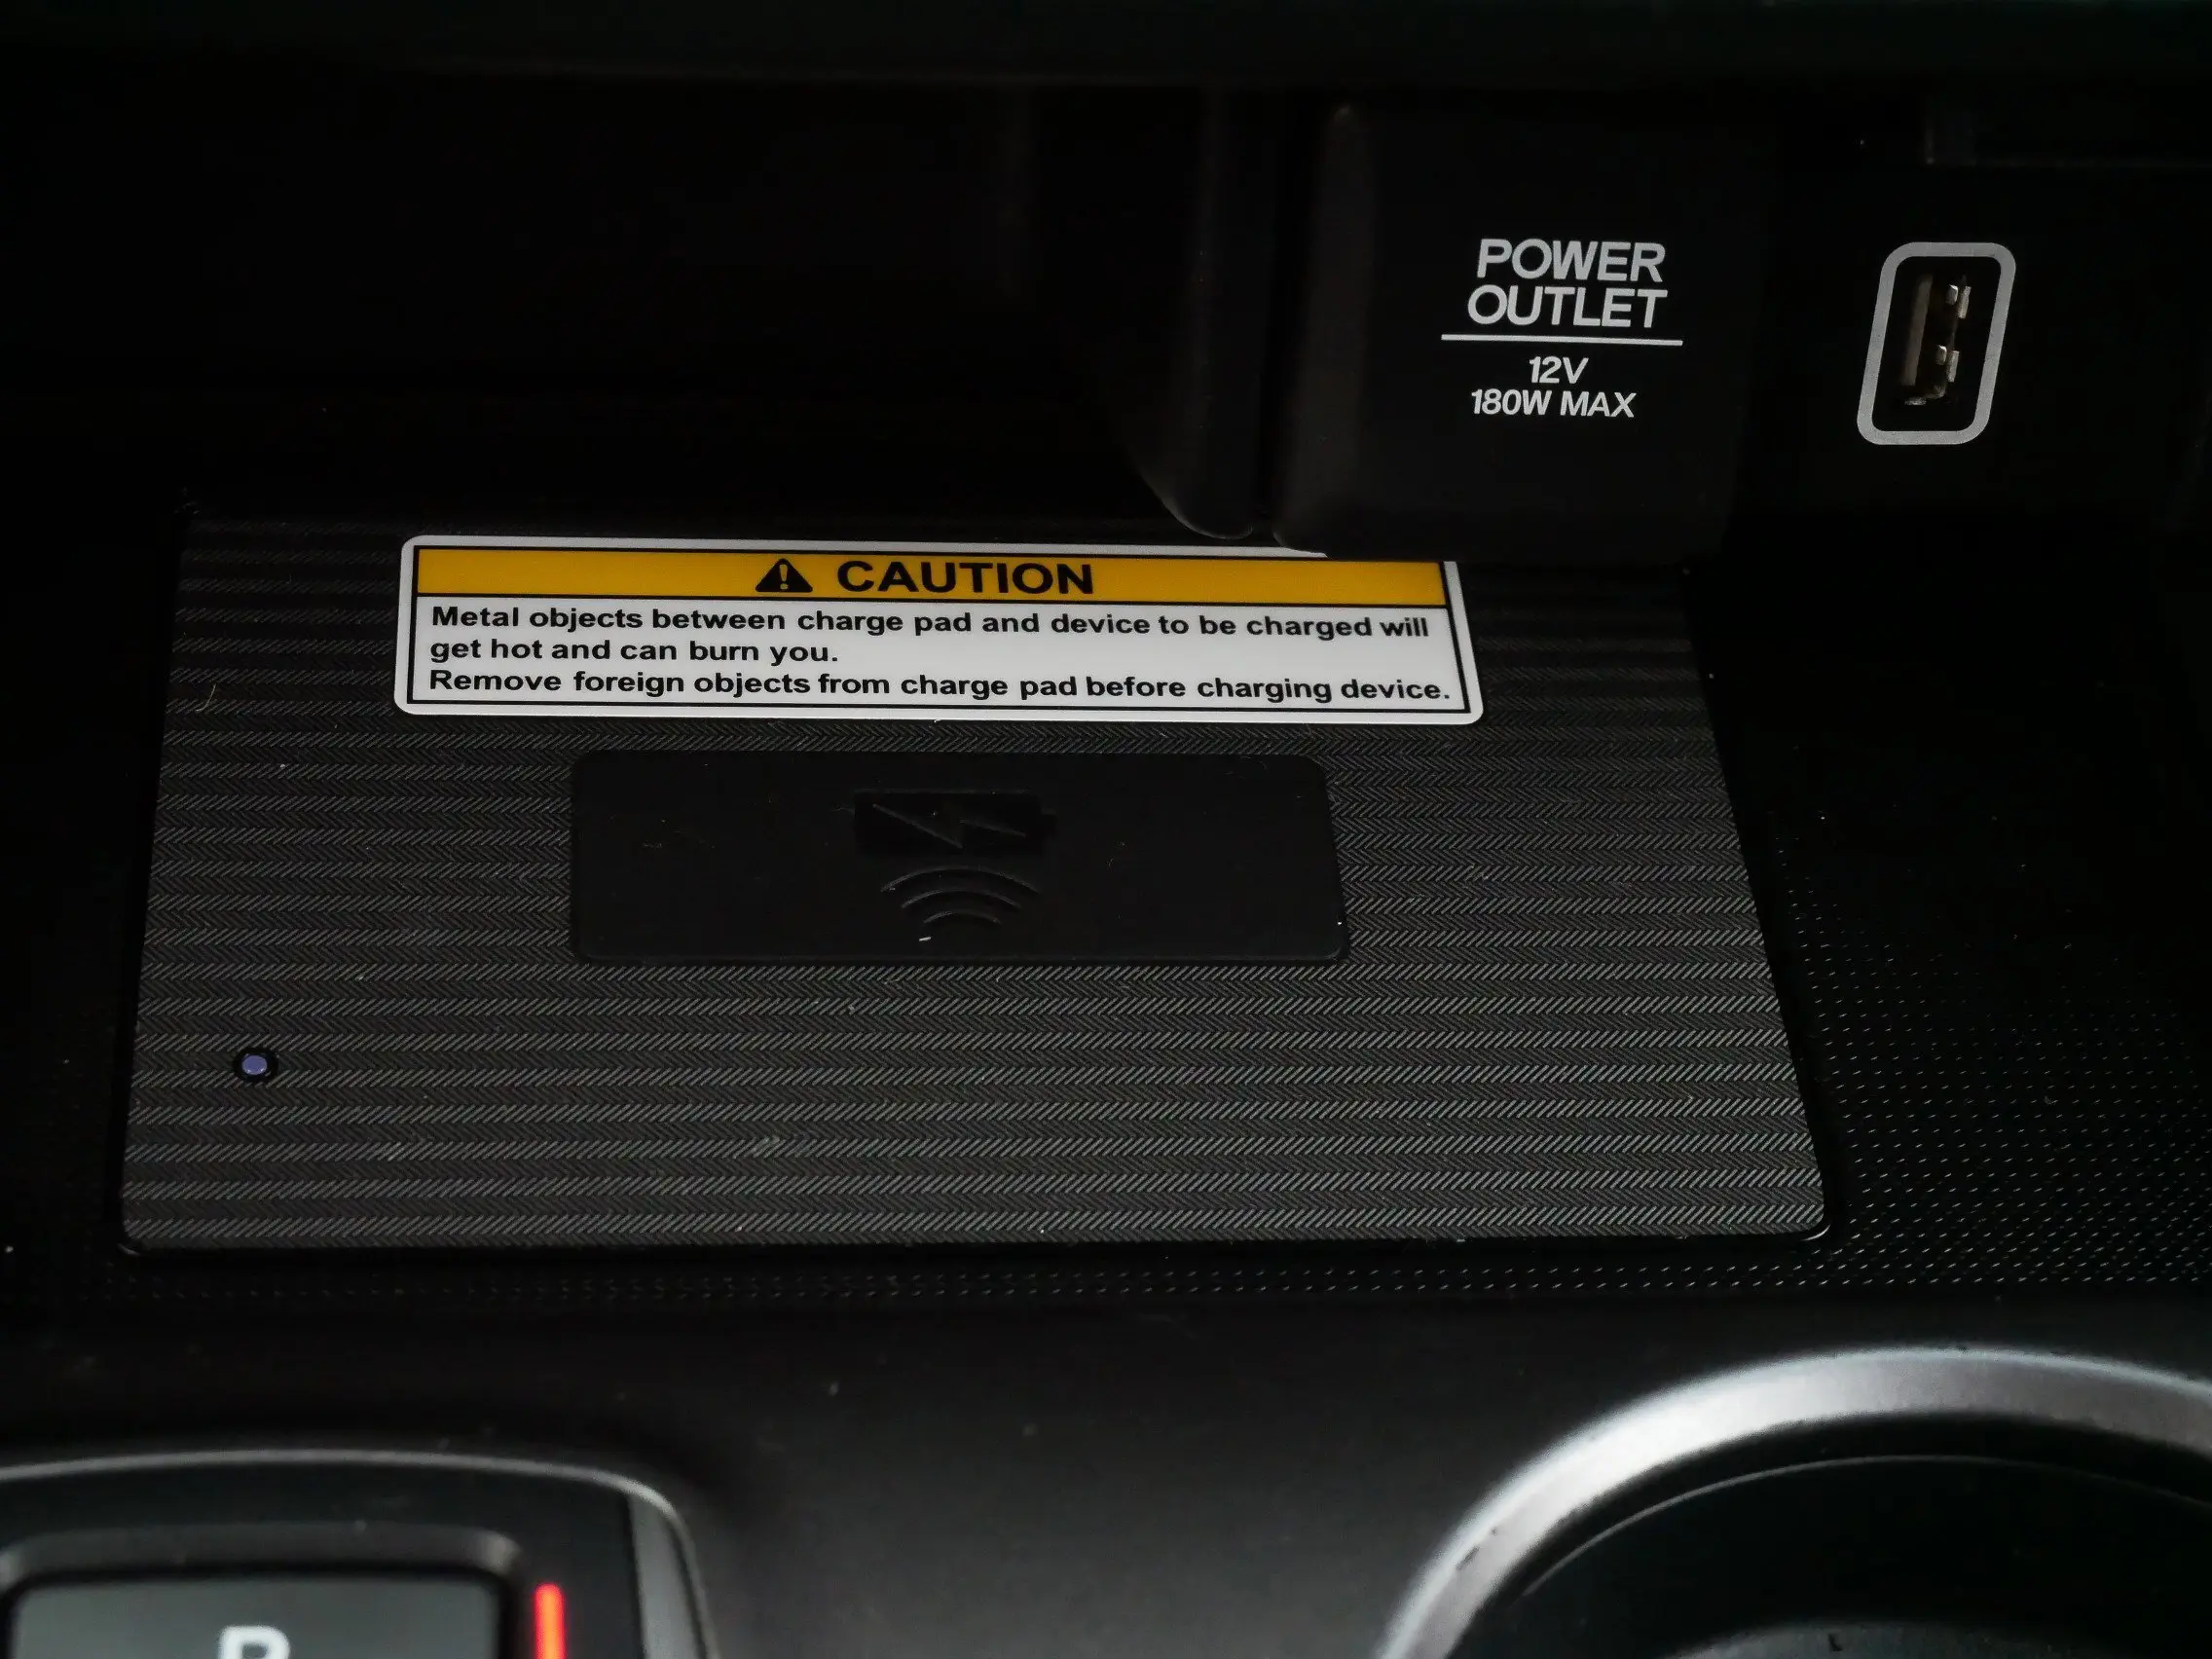 POWER
OUTLET
12V
180W MAX
CAUTION
Metal objects between charge pad and device to be charged will
get hot and can burn you.
Remove foreign objects from charge pad before charging device.